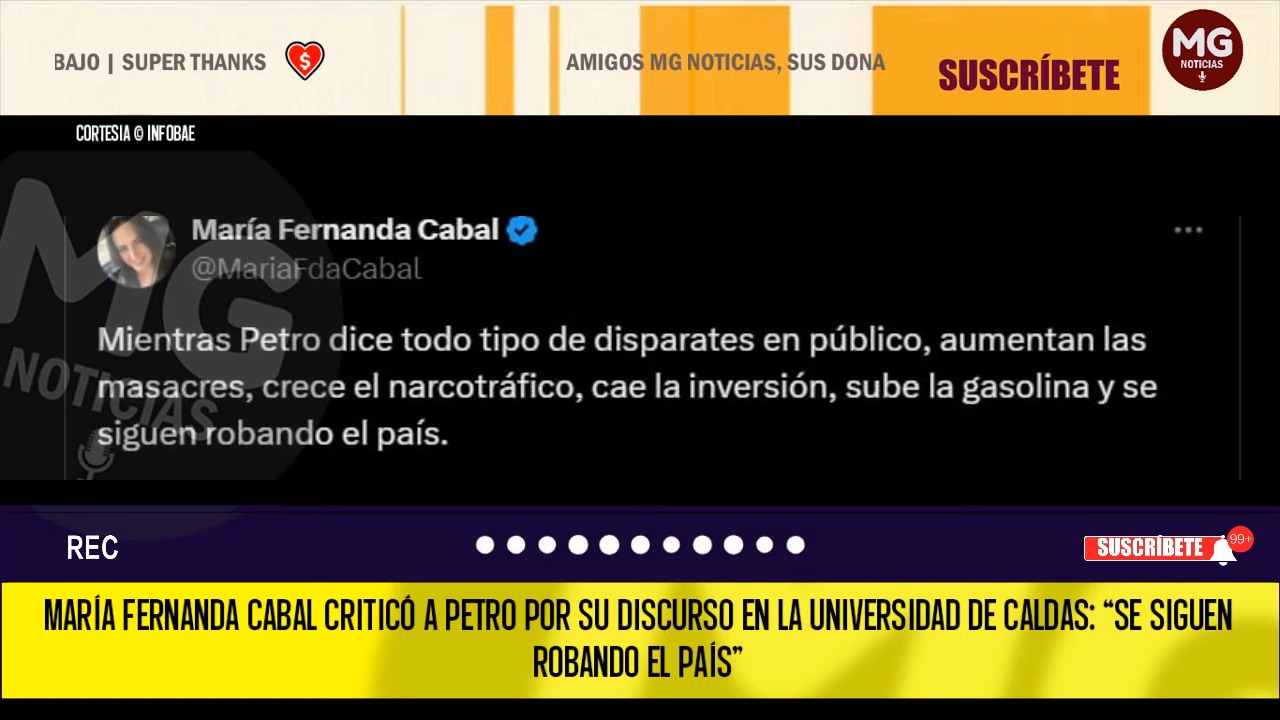 BAJO | SUPER THANKS
$
AMIGOS MG NOTICIAS, SUS DONA
SUSCRÍBETE
MG
NOTICIAS
CORTESIA © INFOBAE
María Fernanda Cabal
@MariaFdaCabal
Mientras Petro dice todo tipo de disparates en público, aumentan las
masacres, crece el narcotráfico, cae la inversión, sube la gasolina y se
siguen robando el país.
MG
NOTICIAS
REC
SUSCRÍBETE
99+
MARÍA FERNANDA CABAL CRITICÓ A PETRO POR SU DISCURSO EN LA UNIVERSIDAD DE CALDAS: “SE SIGUEN
ROBANDO EL PAÍS”